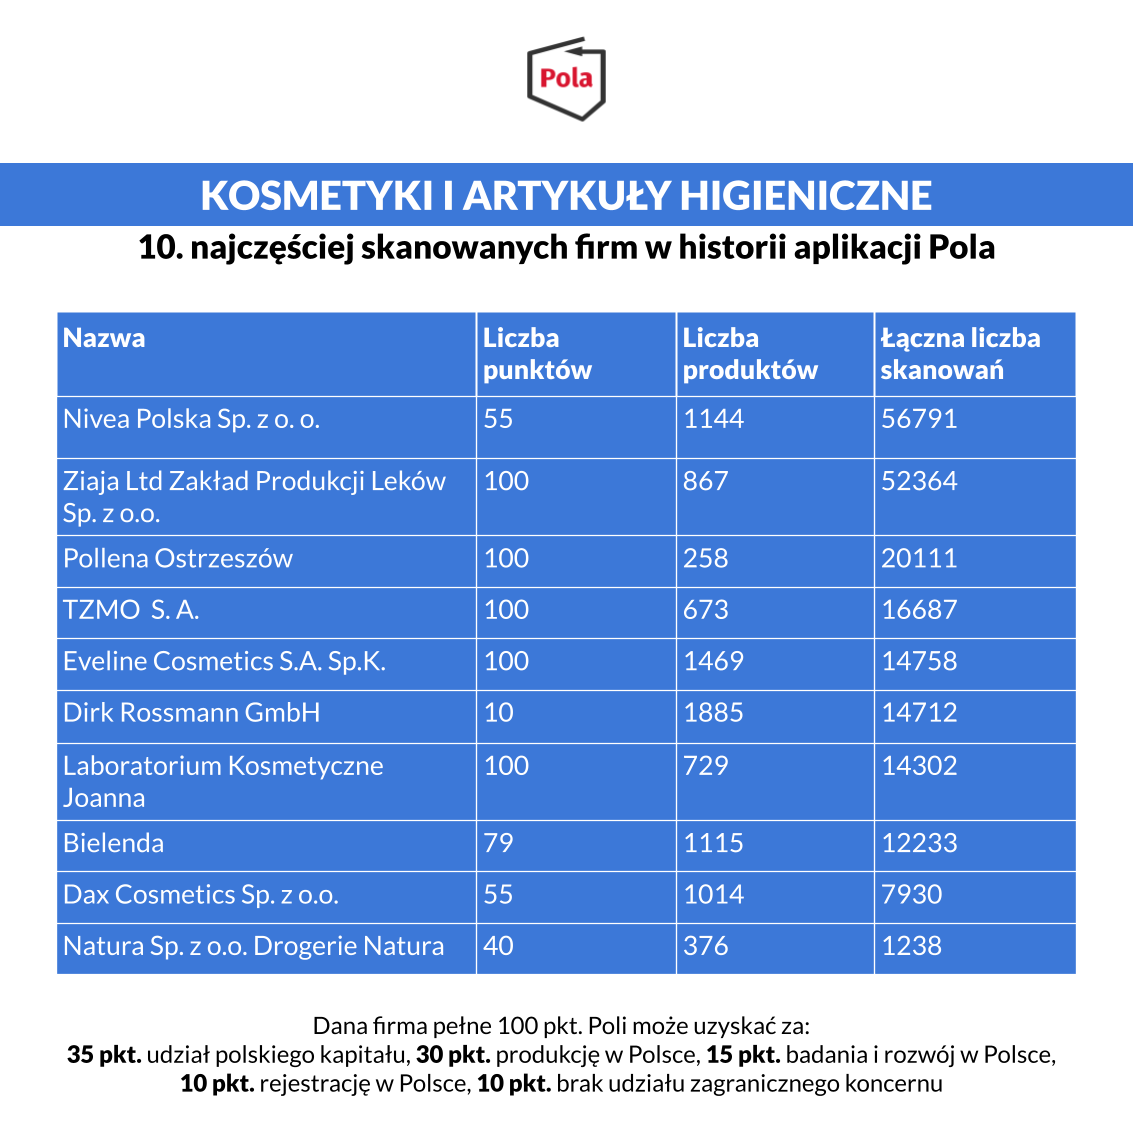 Pola
KOSMETYKI I ARTYKUŁY HIGIENICZNE
10. najczęściej skanowanych firm w historii aplikacji Pola
Nazwa Liczba punktów Liczba produktów Łączna liczba skanowań
Nivea Polska Sp. z o. o. 55 1144 56791
Ziaja Ltd Zakład Produkcji Leków Sp. z o.o. 100 867 52364
Pollena Ostrzeszów 100 258 20111
TZMO  S. A. 100 673 16687
Eveline Cosmetics S.A. Sp.K. 100 1469 14758
Dirk Rossmann GmbH 10 1885 14712
Laboratorium Kosmetyczne Joanna 100 729 14302
Bielenda 79 1115 12233
Dax Cosmetics Sp. z o.o. 55 1014 7930
Natura Sp. z o.o. Drogerie Natura 40 376 1238
Dana firma pełne 100 pkt. Poli może uzyskać za:
35 pkt. udział polskiego kapitału, 30 pkt. produkcję w Polsce, 15 pkt. badania i rozwój w Polsce,
10 pkt. rejestrację w Polsce, 10 pkt. brak udziału zagranicznego koncernu